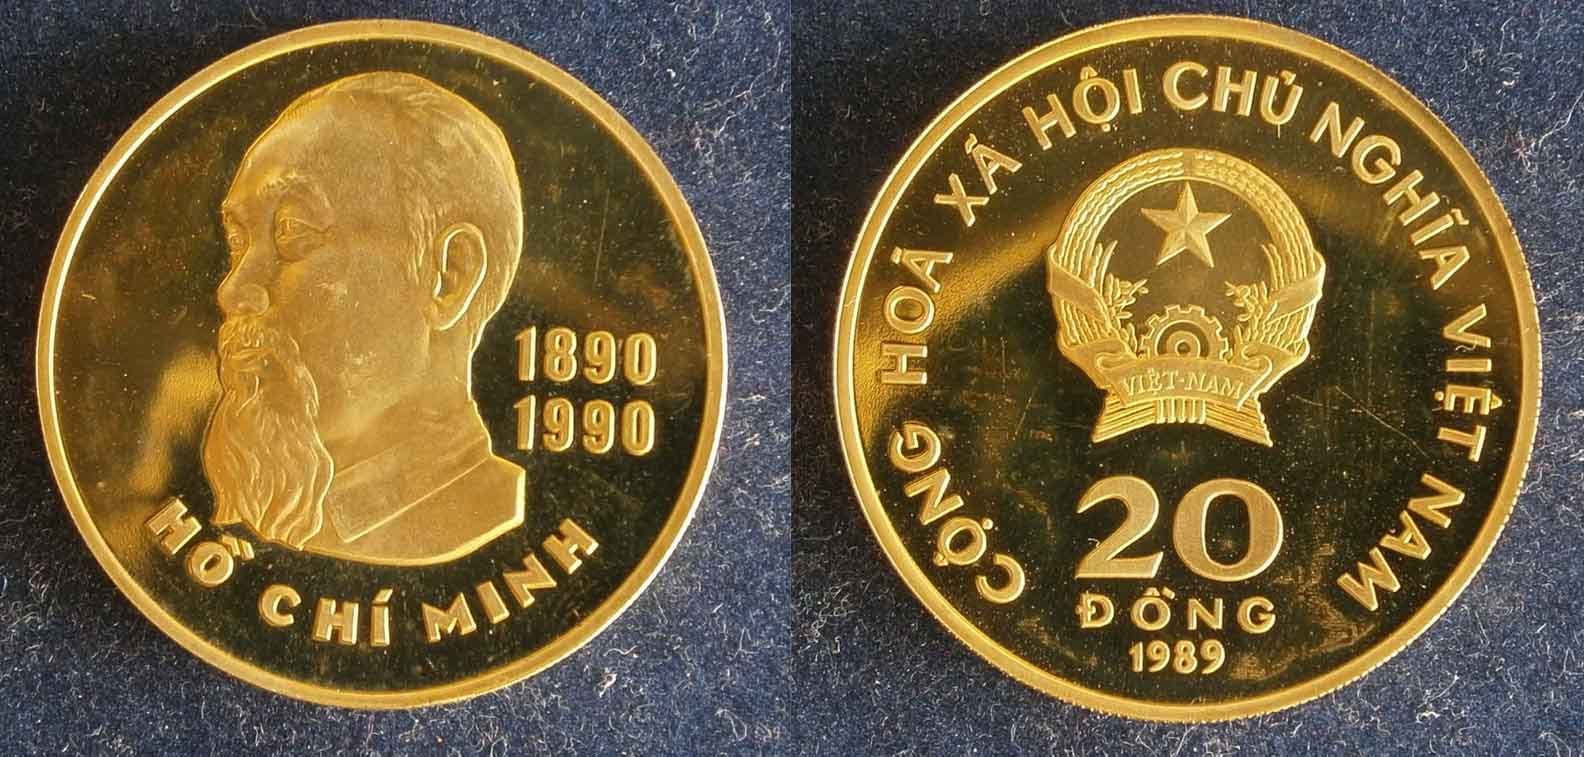 1890
1990
HỒ CHÍ MINH
CỘNG HOÀ XÃ HỘI CHỦ NGHĨA VIỆT NAM
VIỆT-NAM
20
ĐỒNG
1989